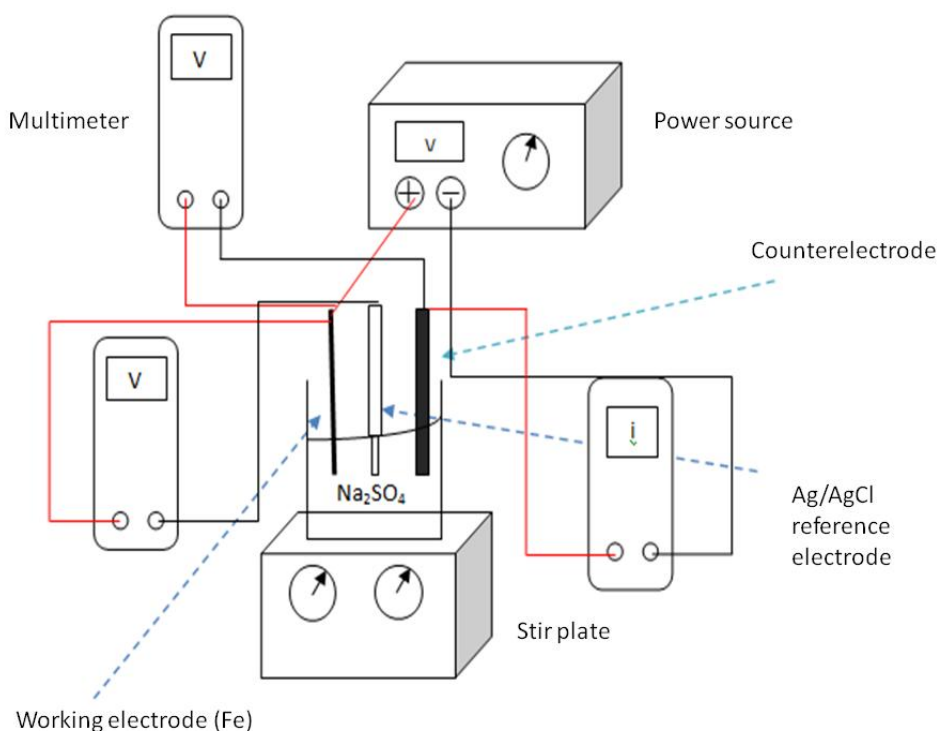 V
Multimeter
Power source
v
+ −
Counterelectrode
V
i
Na₂SO₄
Ag/AgCl
reference
electrode
Stir plate
Working electrode (Fe)